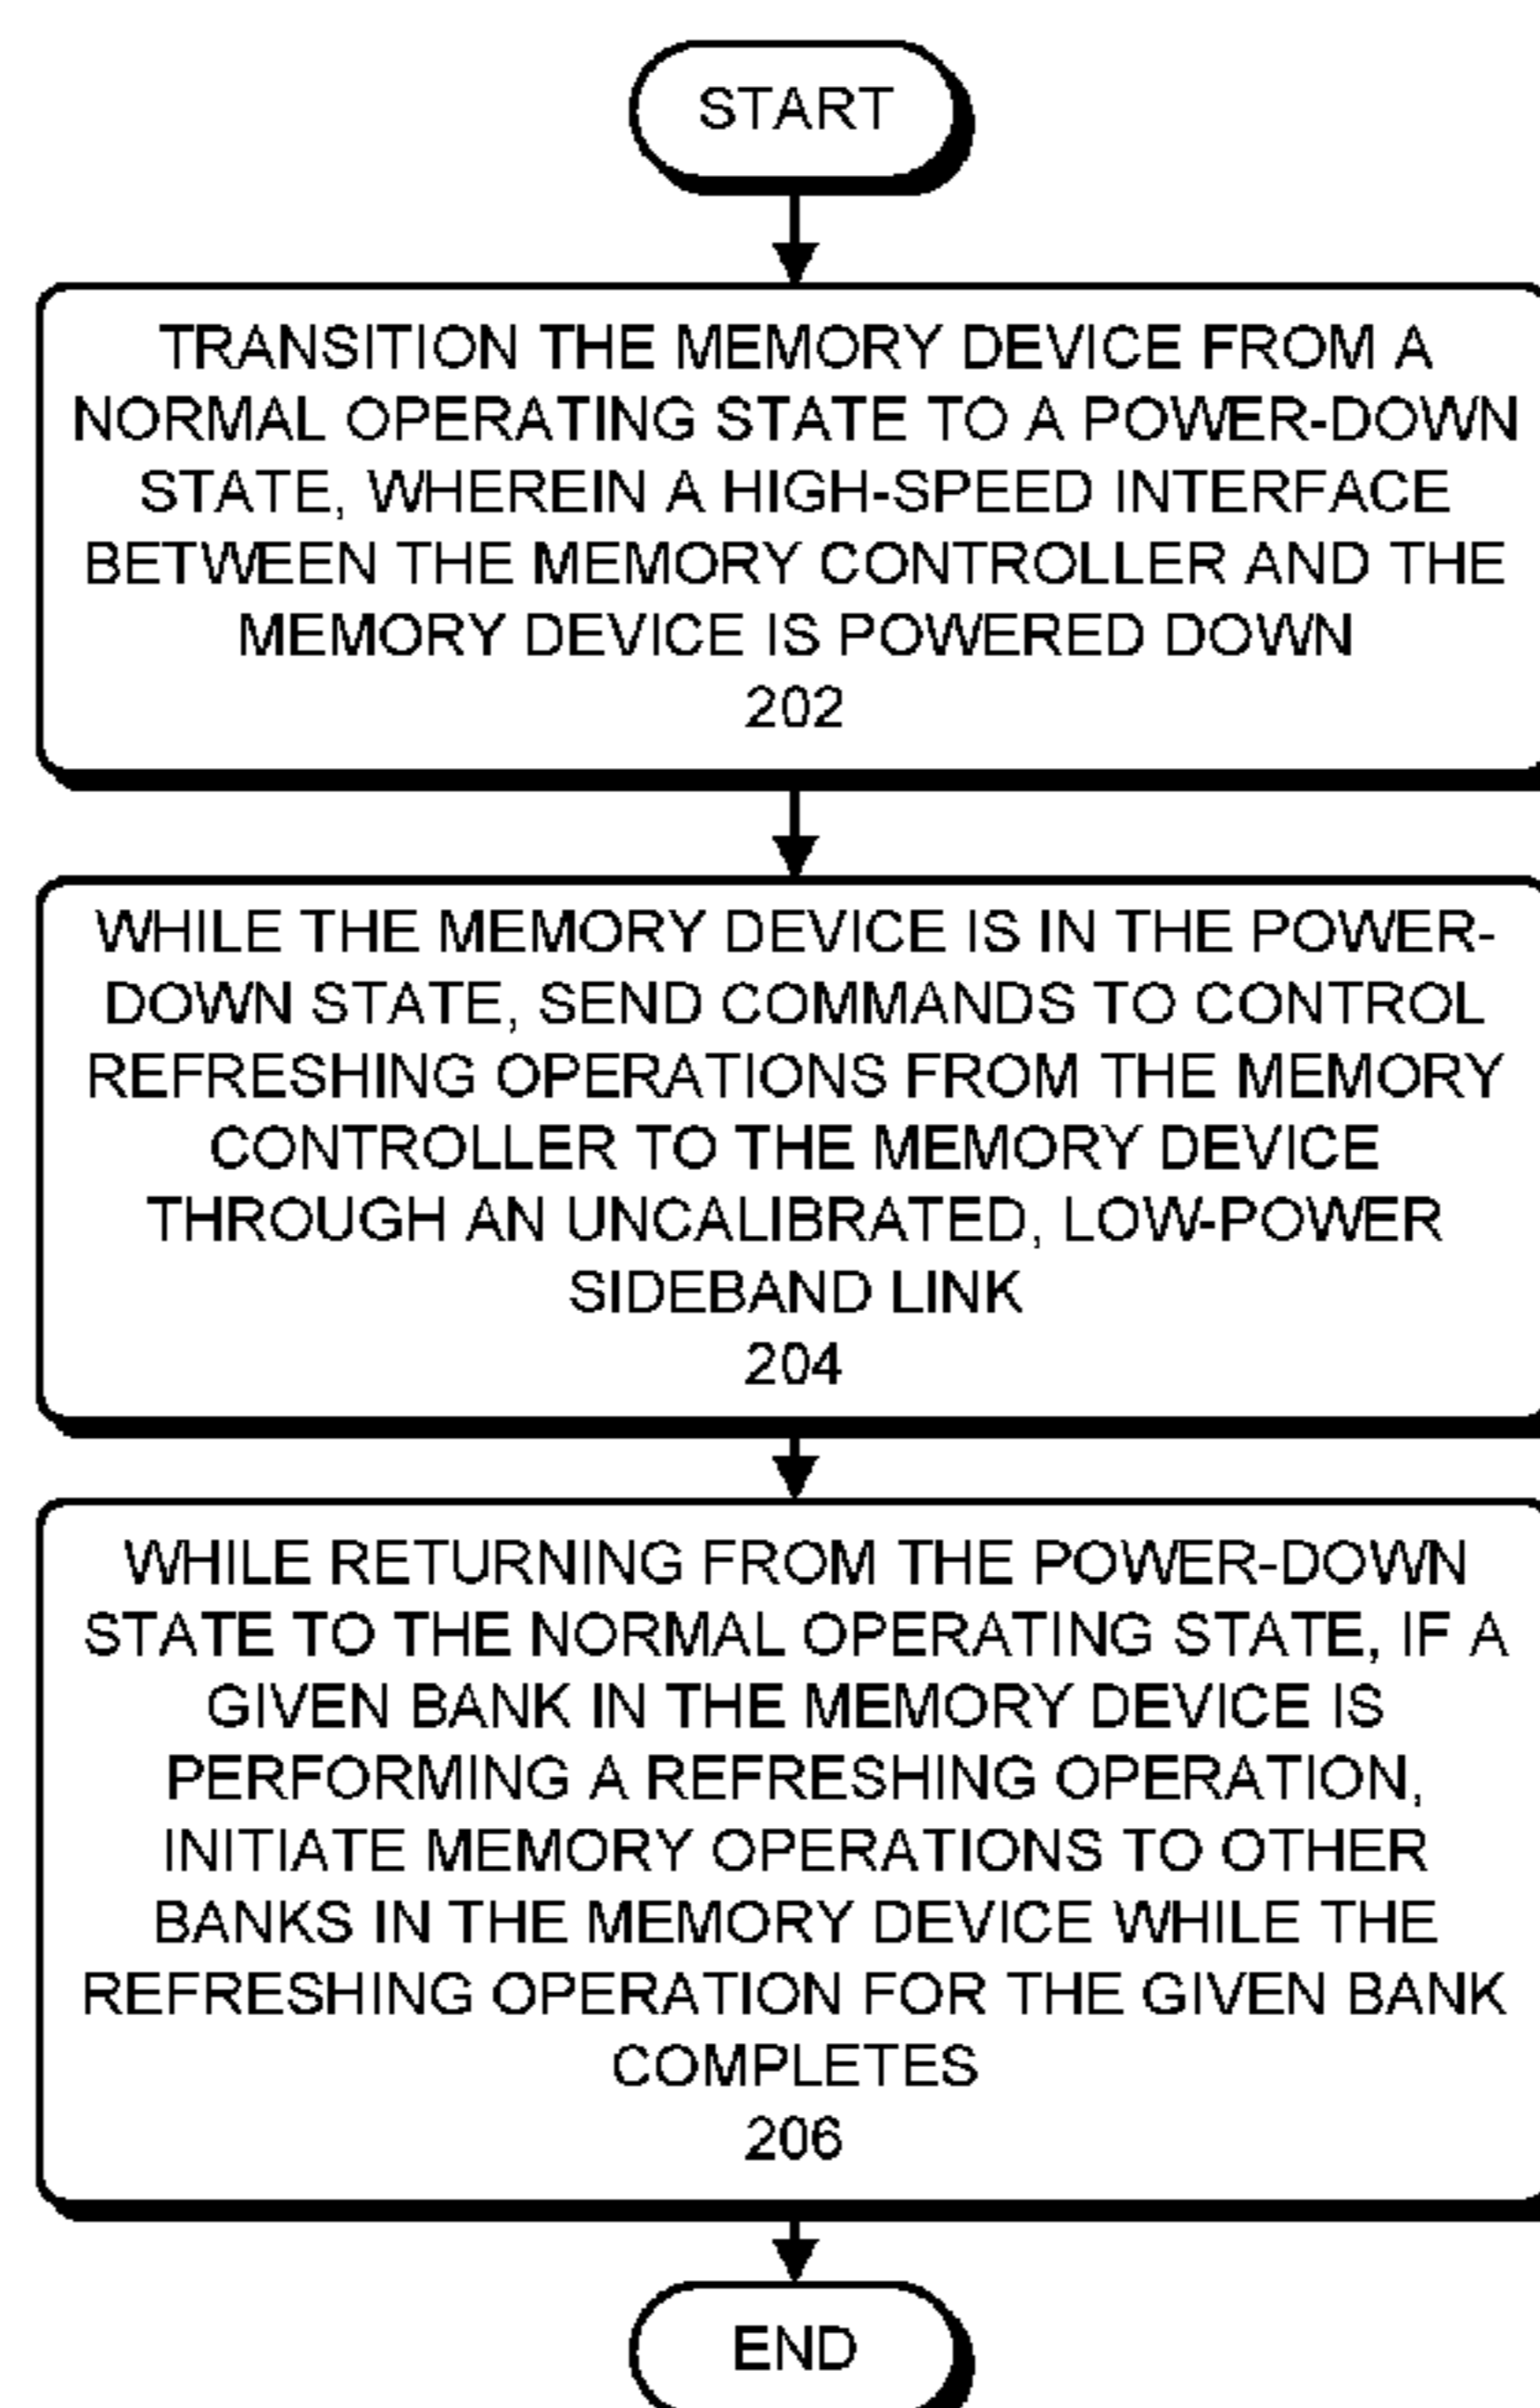 START
TRANSITION THE MEMORY DEVICE FROM A
NORMAL OPERATING STATE TO A POWER-DOWN
STATE, WHEREIN A HIGH-SPEED INTERFACE
BETWEEN THE MEMORY CONTROLLER AND THE
MEMORY DEVICE IS POWERED DOWN
202
WHILE THE MEMORY DEVICE IS IN THE POWER-
DOWN STATE, SEND COMMANDS TO CONTROL
REFRESHING OPERATIONS FROM THE MEMORY
CONTROLLER TO THE MEMORY DEVICE
THROUGH AN UNCALIBRATED, LOW-POWER
SIDEBAND LINK
204
WHILE RETURNING FROM THE POWER-DOWN
STATE TO THE NORMAL OPERATING STATE, IF A
GIVEN BANK IN THE MEMORY DEVICE IS
PERFORMING A REFRESHING OPERATION,
INITIATE MEMORY OPERATIONS TO OTHER
BANKS IN THE MEMORY DEVICE WHILE THE
REFRESHING OPERATION FOR THE GIVEN BANK
COMPLETES
206
END